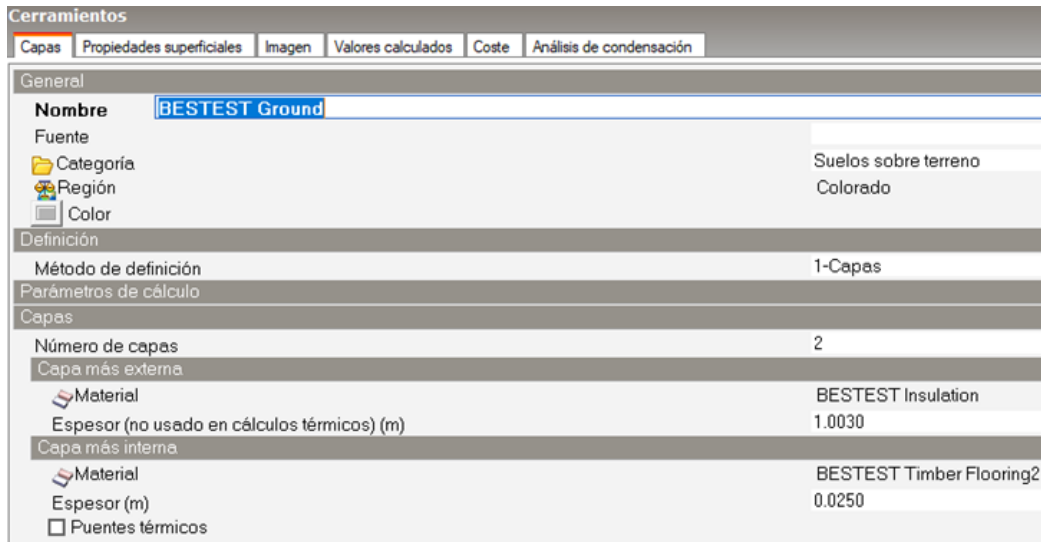 Cerramientos
Capas Propiedades superficiales Imagen Valores calculados Coste Análisis de condensación
General
Nombre BESTEST Ground
Fuente
Categoría Suelos sobre terreno
Región Colorado
Color
Definición
Método de definición 1-Capas
Parámetros de cálculo
Capas
Número de capas 2
Capa más externa
Material BESTEST Insulation
Espesor (no usado en cálculos térmicos) (m) 1.0030
Capa más interna
Material BESTEST Timber Flooring2
Espesor (m) 0.0250
Puentes térmicos